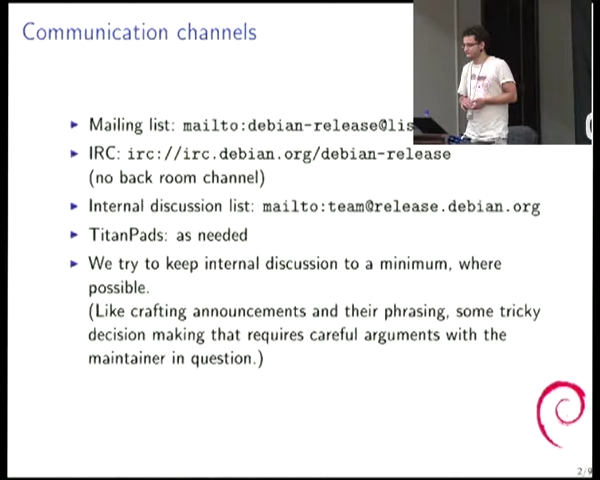 Communication channels
Mailing list: mailto:debian-release@lis
IRC: irc://irc.debian.org/debian-release
(no back room channel)
Internal discussion list: mailto:team@release.debian.org
TitanPads: as needed
We try to keep internal discussion to a minimum, where
possible.
(Like crafting announcements and their phrasing, some tricky
decision making that requires careful arguments with the
maintainer in question.)
2/9